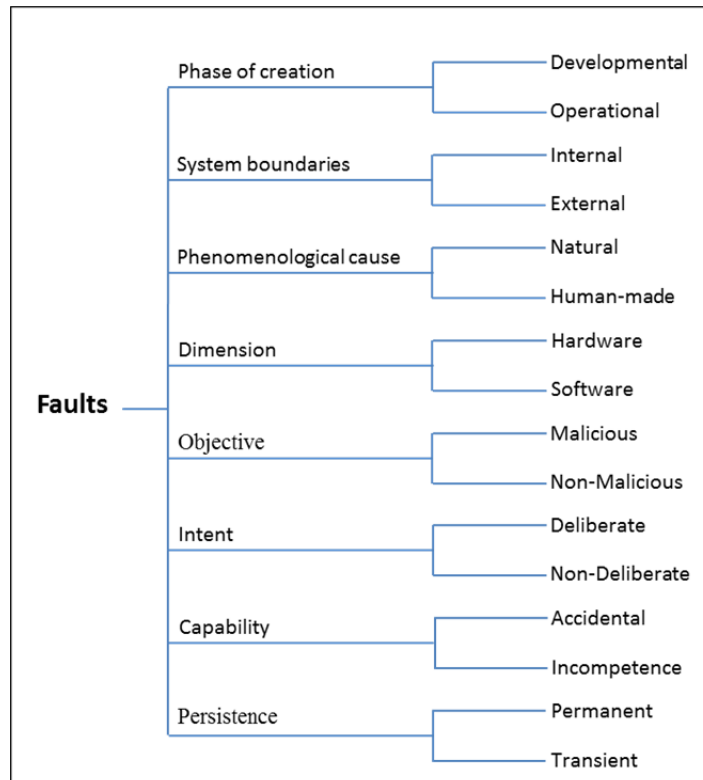 Phase of creation
Developmental
Operational
System boundaries
Internal
External
Phenomenological cause
Natural
Human-made
Dimension
Hardware
Software
Faults
Objective
Malicious
Non-Malicious
Intent
Deliberate
Non-Deliberate
Capability
Accidental
Incompetence
Persistence
Permanent
Transient